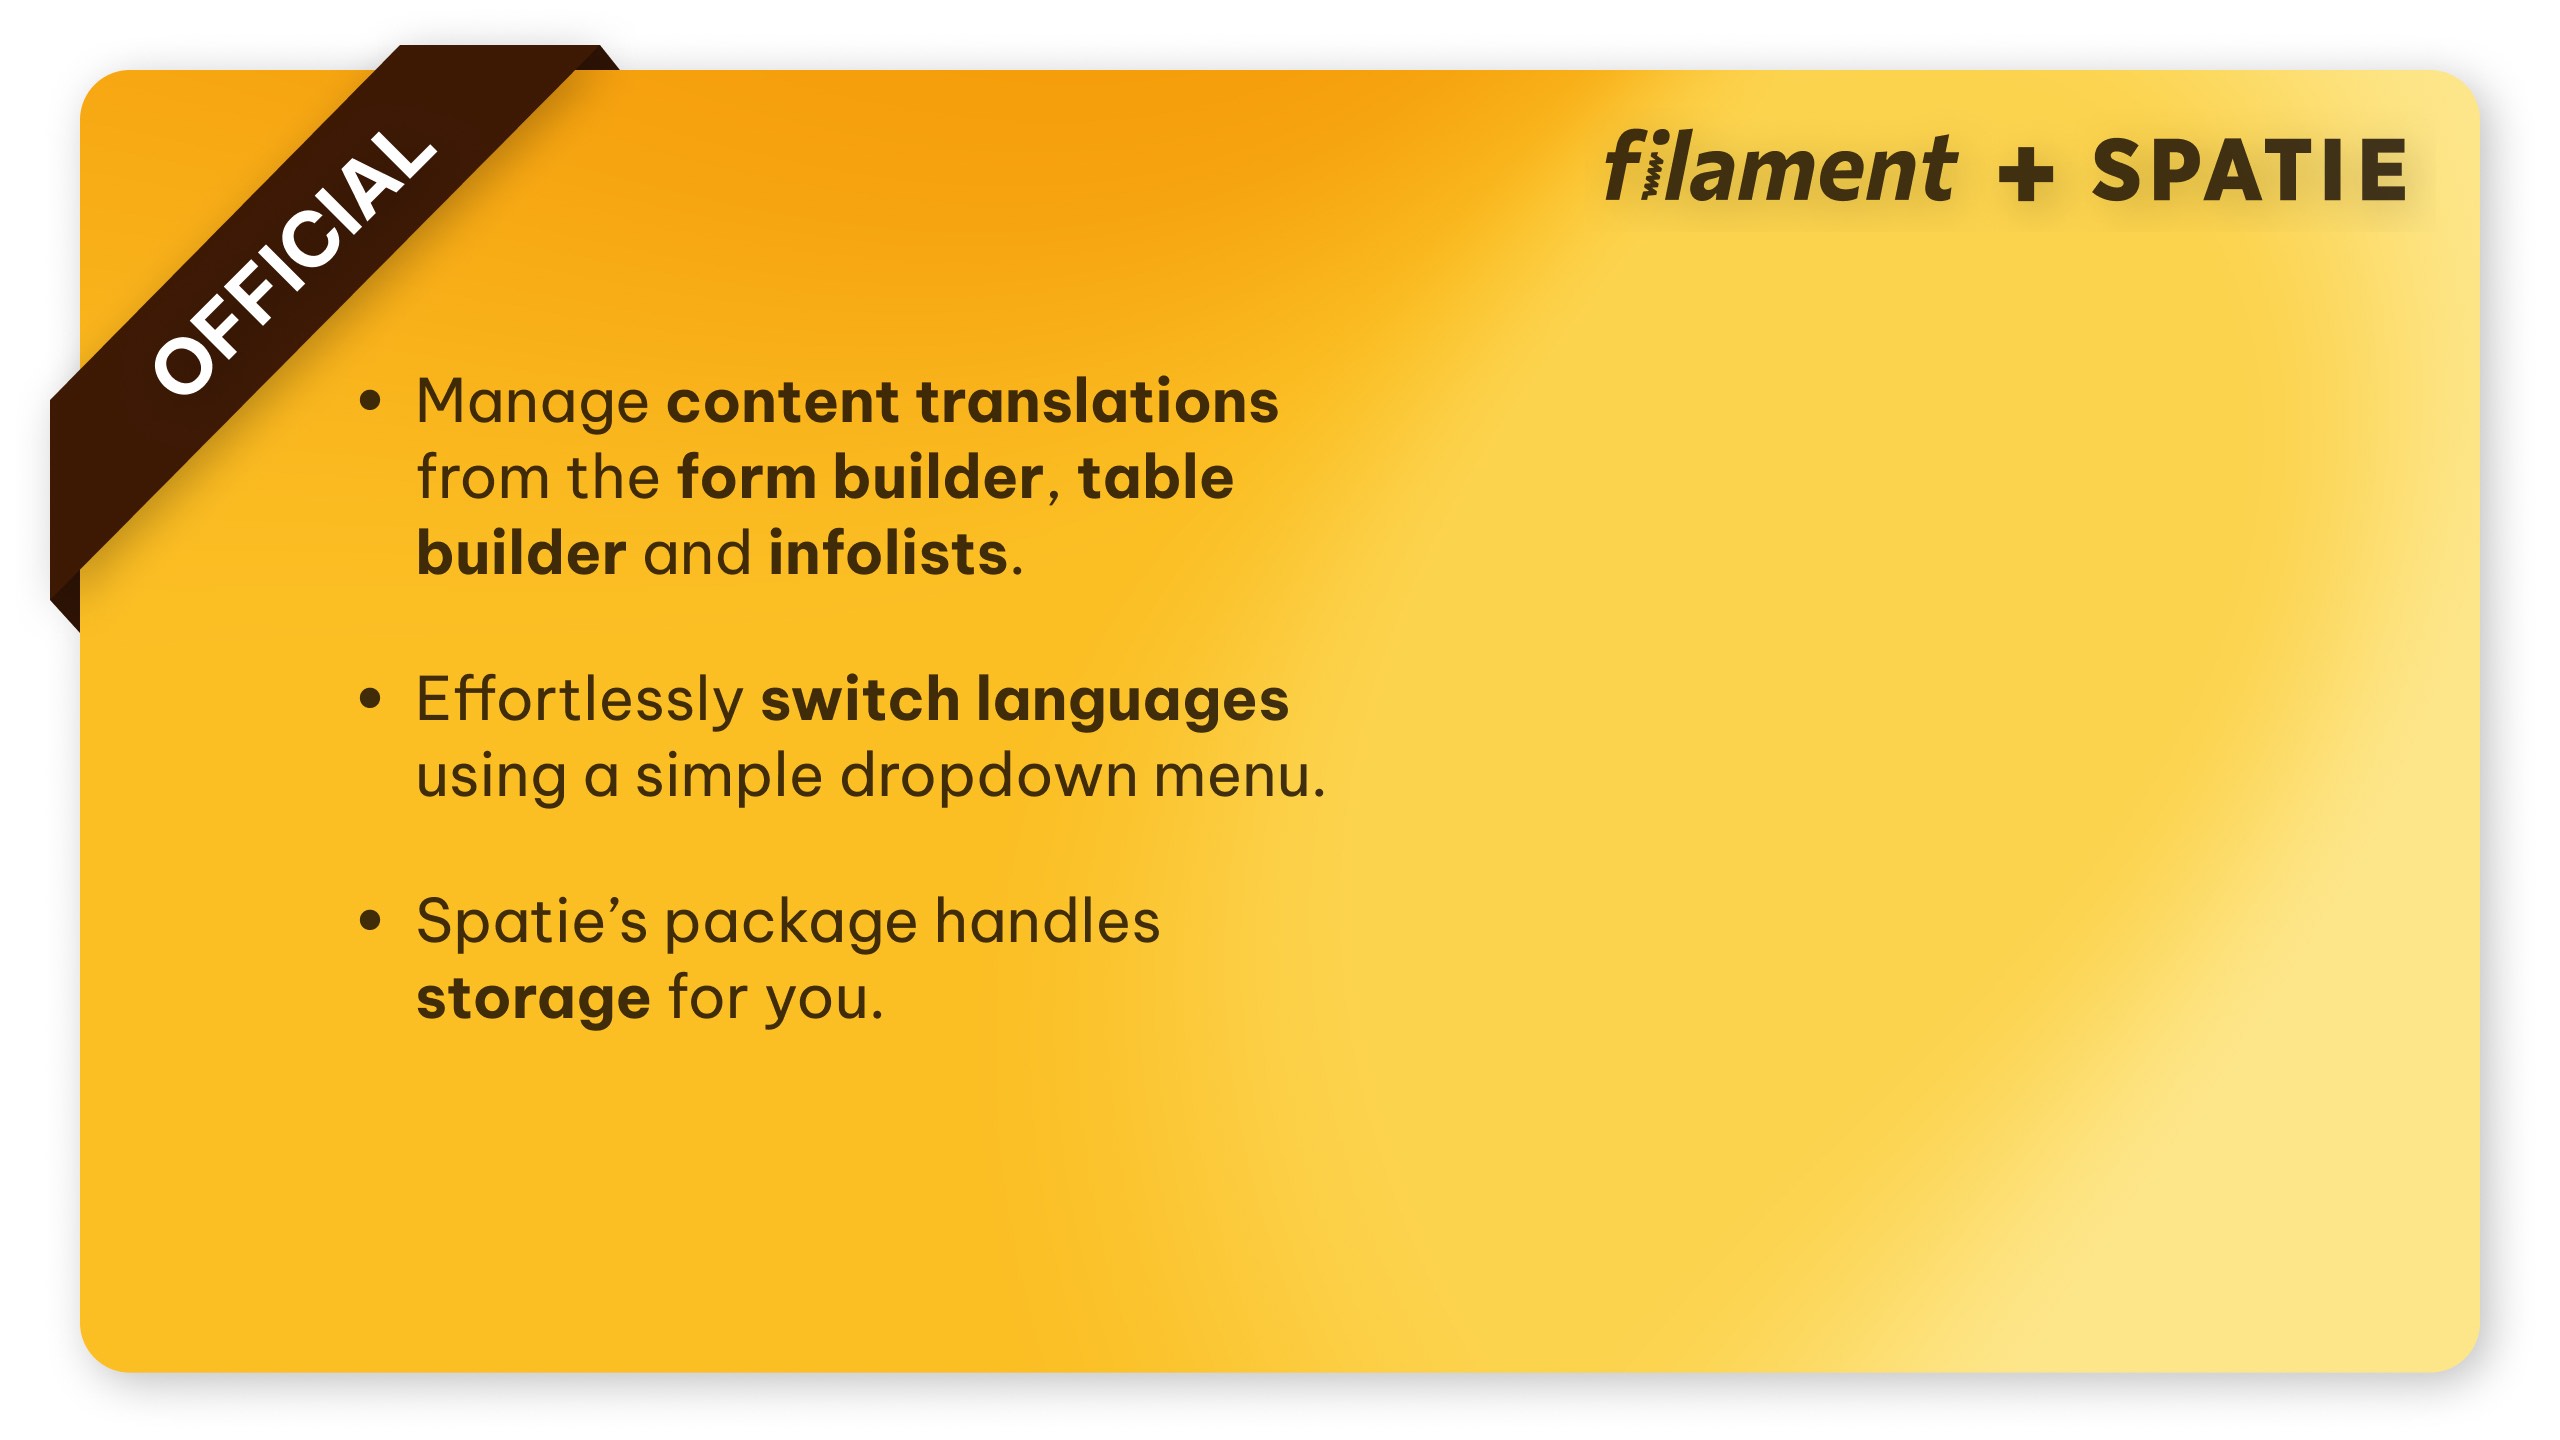 OFFICIAL
filament + SPATIE
• Manage content translations
from the form builder, table
builder and infolists.
• Effortlessly switch languages
using a simple dropdown menu.
• Spatie’s package handles
storage for you.